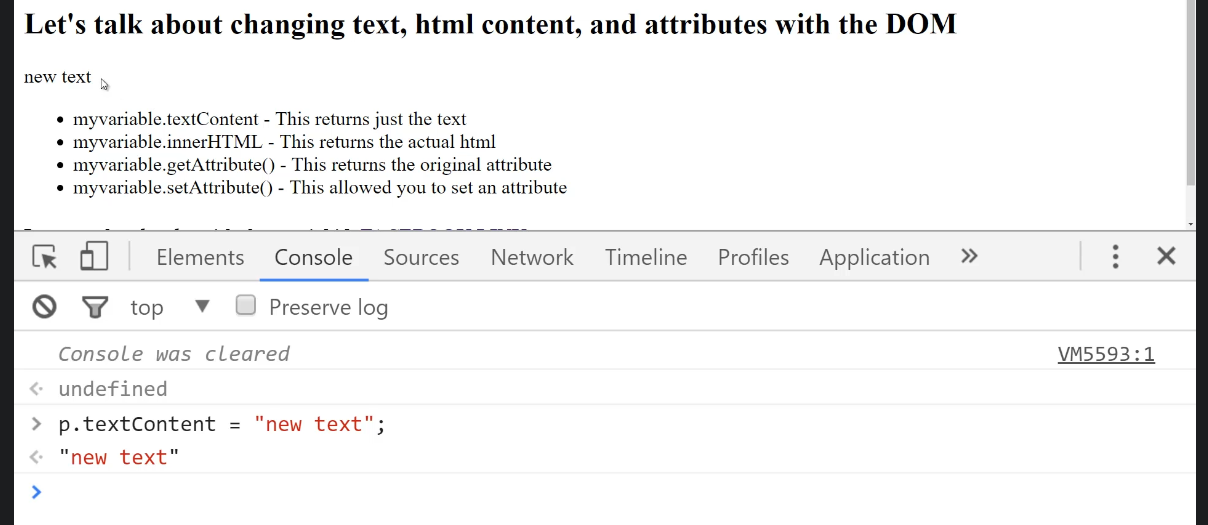 Let's talk about changing text, html content, and attributes with the DOM
new text
• myvariable.textContent - This returns just the text
• myvariable.innerHTML - This returns the actual html
• myvariable.getAttribute() - This returns the original attribute
• myvariable.setAttribute() - This allowed you to set an attribute
Elements Console Sources Network Timeline Profiles Application »
top ▼ Preserve log
Console was cleared VM5593:1
undefined
> p.textContent = "new text";
"new text"
>